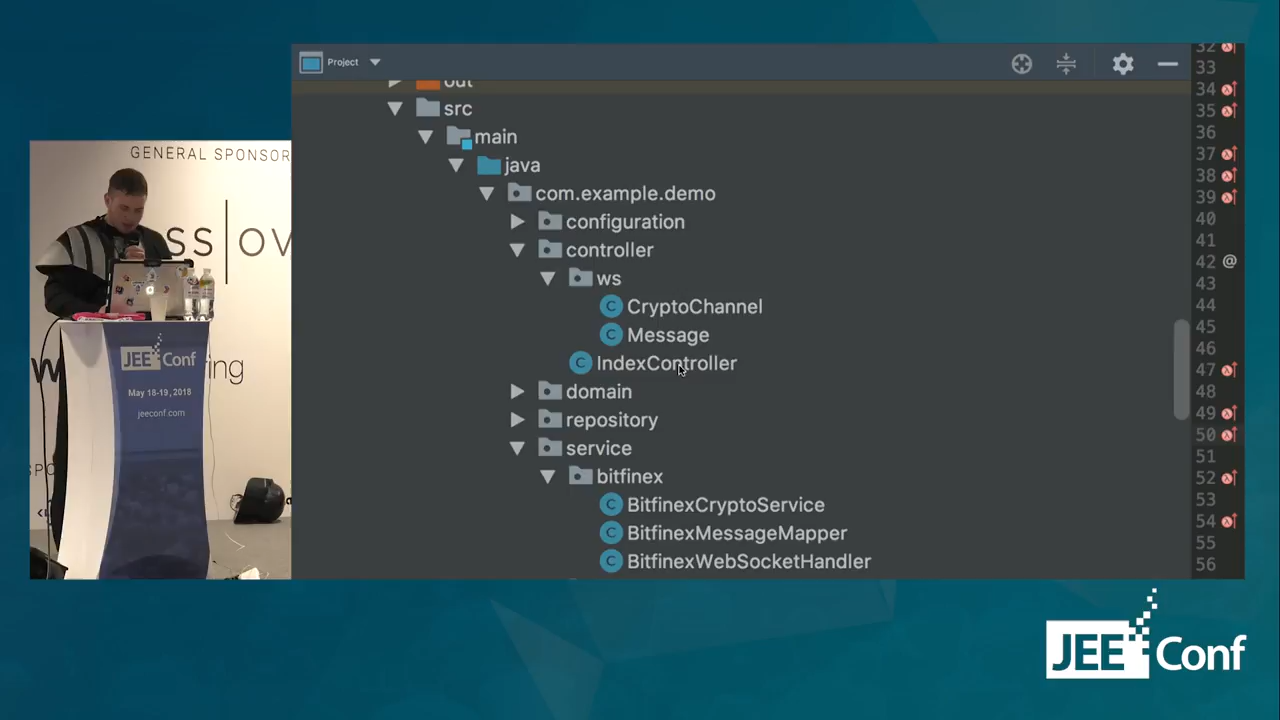 Project
out
src
main
java
com.example.demo
configuration
controller
ws
CryptoChannel
Message
IndexController
domain
repository
service
bitfinex
BitfinexCryptoService
BitfinexMessageMapper
BitfinexWebSocketHandler
32
33
34
35
36
37
38
39
40
41
42 @
43
44
45
46
47
48
49
50
51
52
53
54
55
56
GENERAL SPONSOR
ss|ov
JEE Conf
May 18-19, 2018
jeeconf.com
JEE Conf